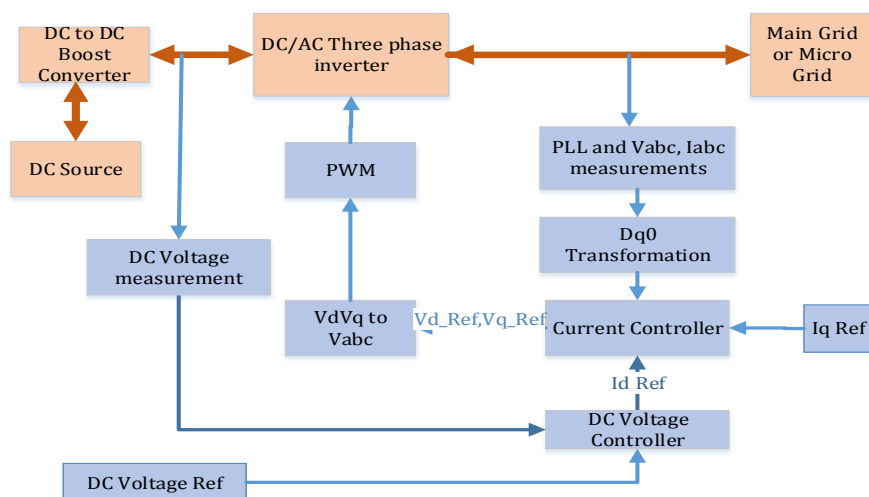 DC to DC
Boost
Converter
DC/AC Three phase
inverter
Main Grid
or Micro
Grid
DC Source
PWM
PLL and Vabc, Iabc
measurements
DC Voltage
measurement
Dq0
Transformation
VdVq to
Vabc
Vd_Ref,Vq_Ref
Current Controller
Iq Ref
Id Ref
DC Voltage
Controller
DC Voltage Ref